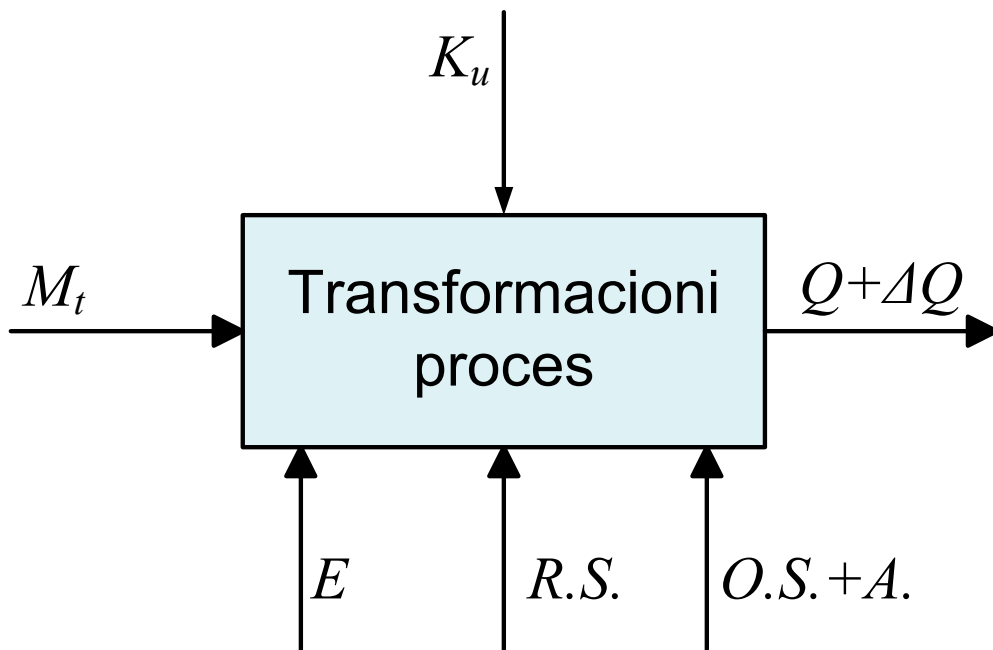 K_u
M_t
Transformacioni
proces
Q+ΔQ
E
R.S.
O.S.+A.